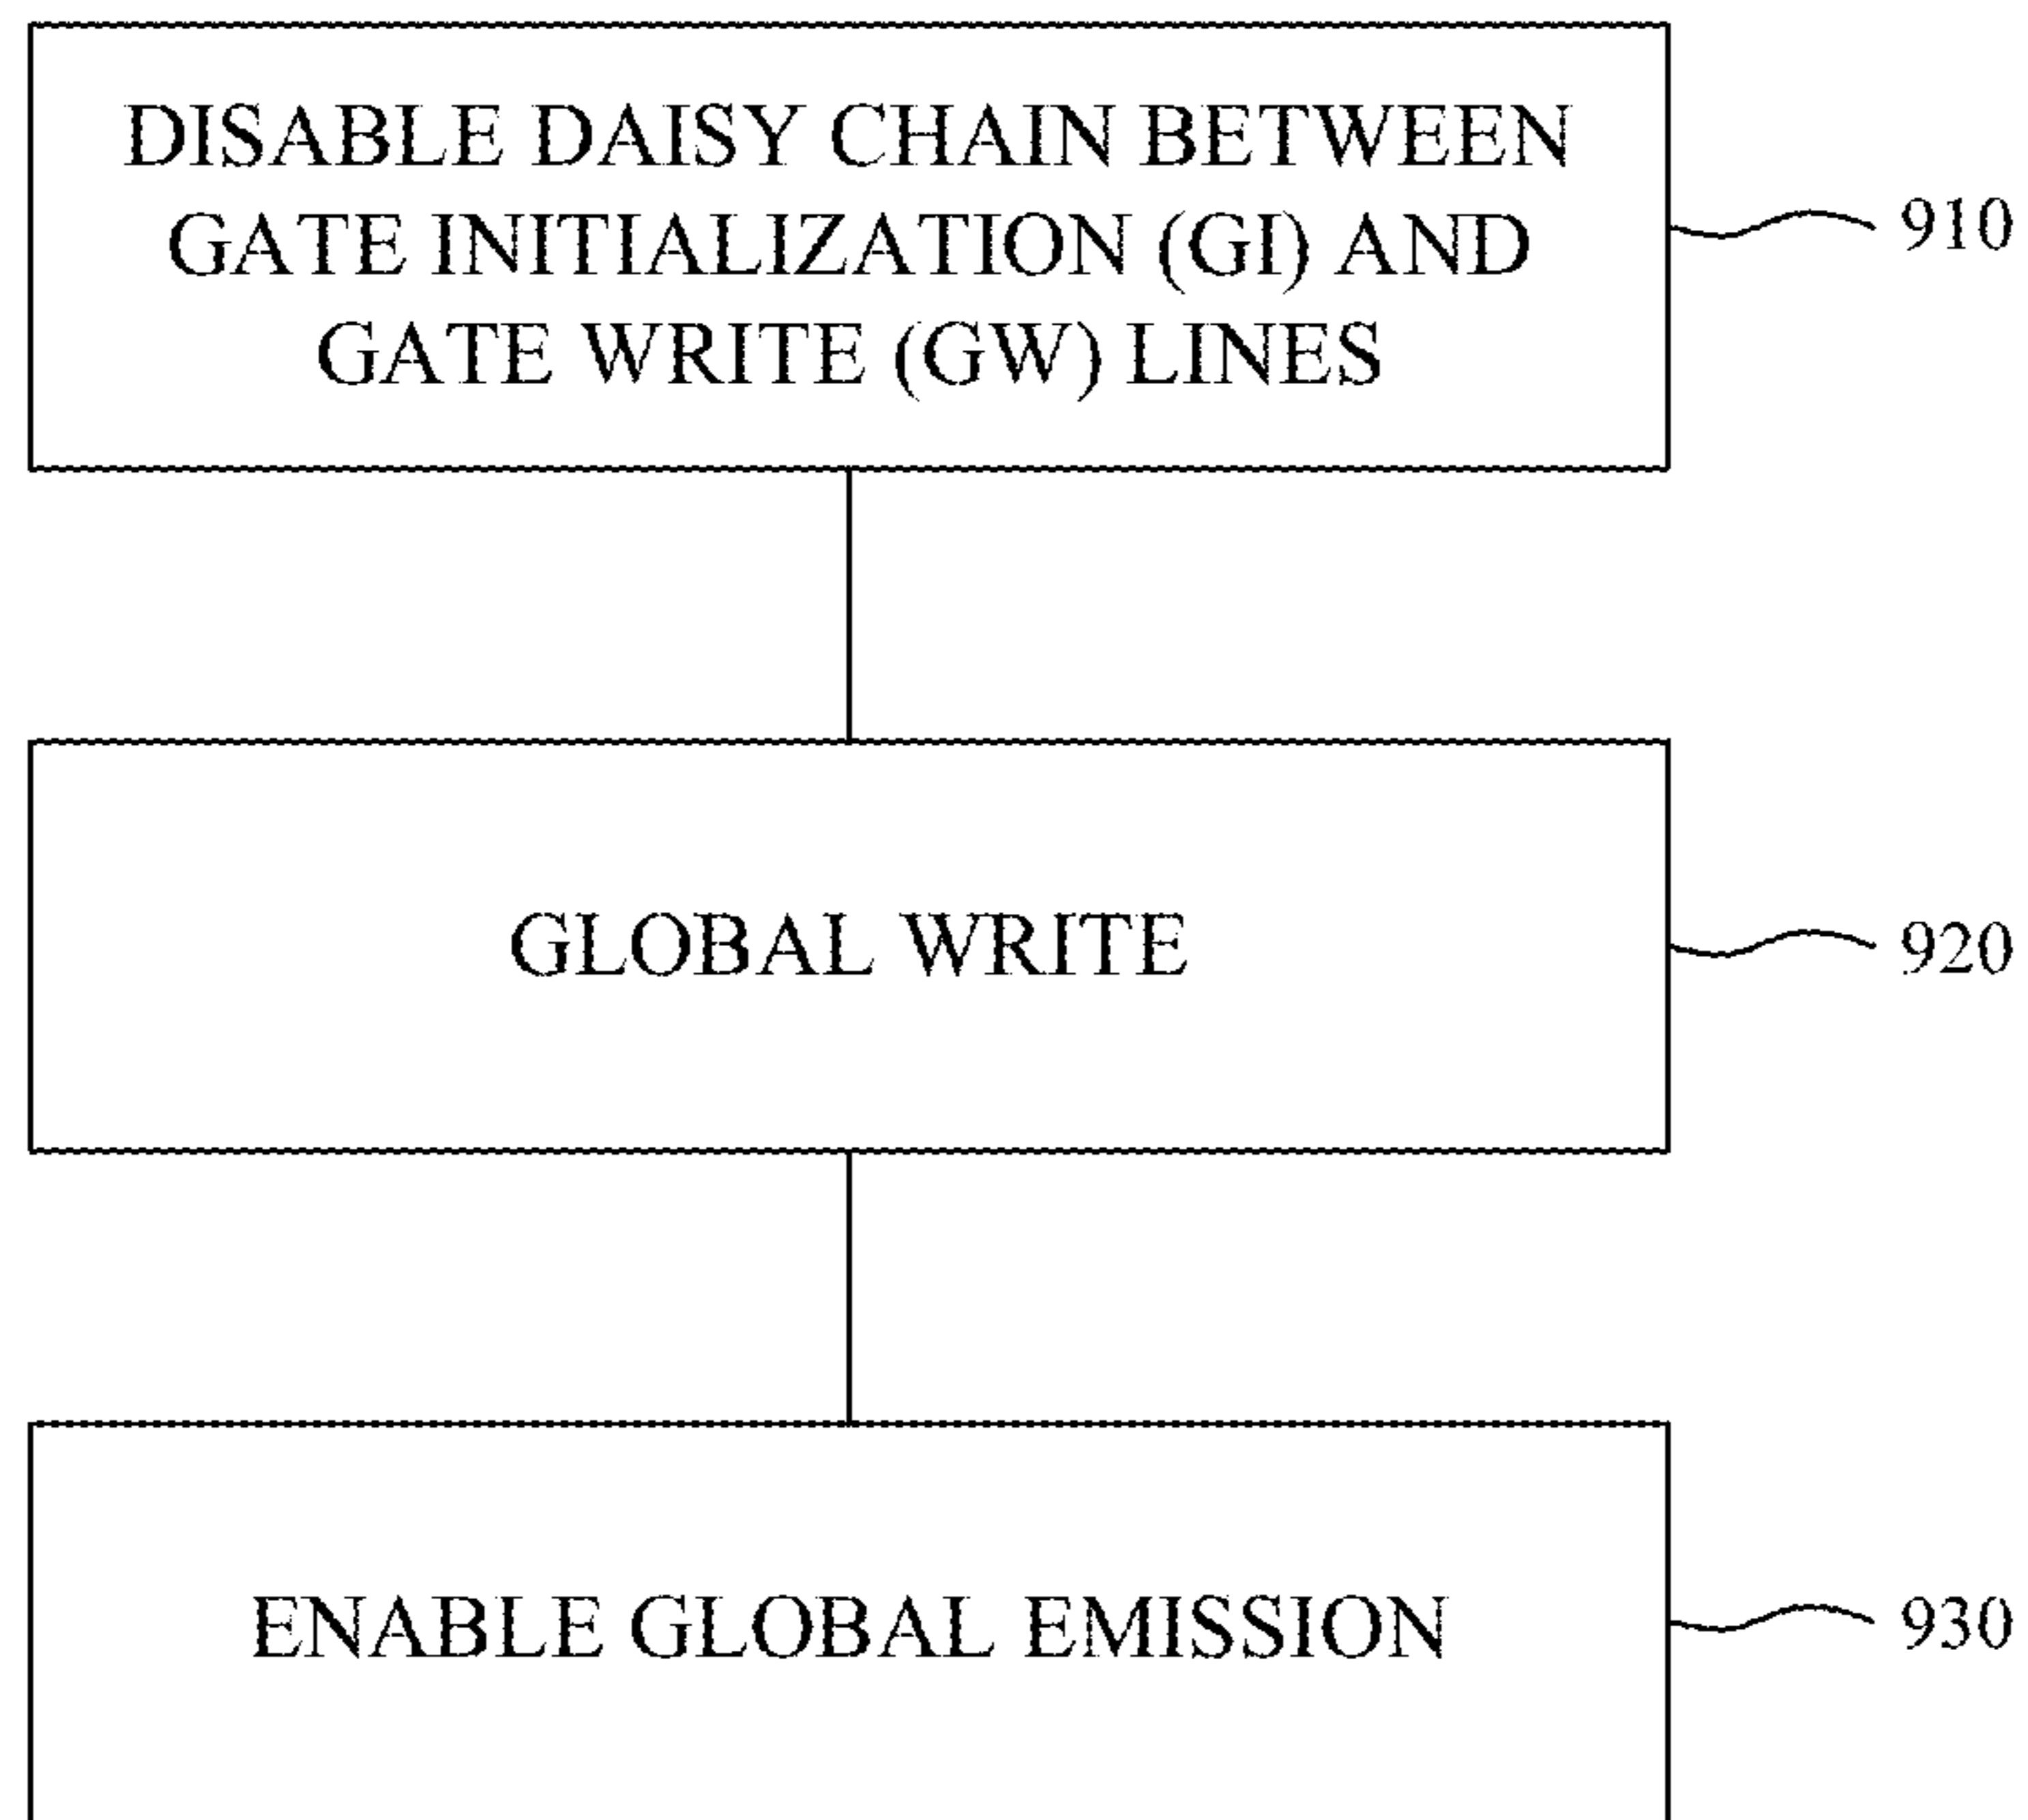 DISABLE DAISY CHAIN BETWEEN
GATE INITIALIZATION (GI) AND
GATE WRITE (GW) LINES
910
GLOBAL WRITE
920
ENABLE GLOBAL EMISSION
930